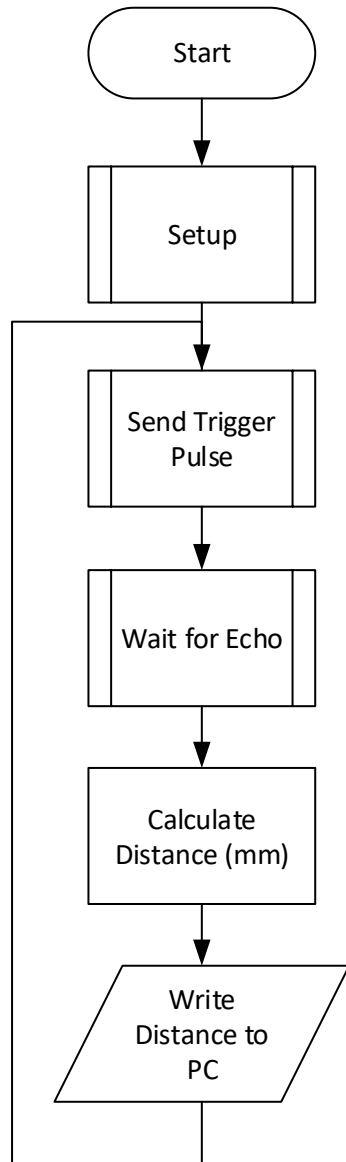 Start
Setup
Send Trigger
Pulse
Wait for Echo
Calculate
Distance (mm)
Write
Distance to
PC